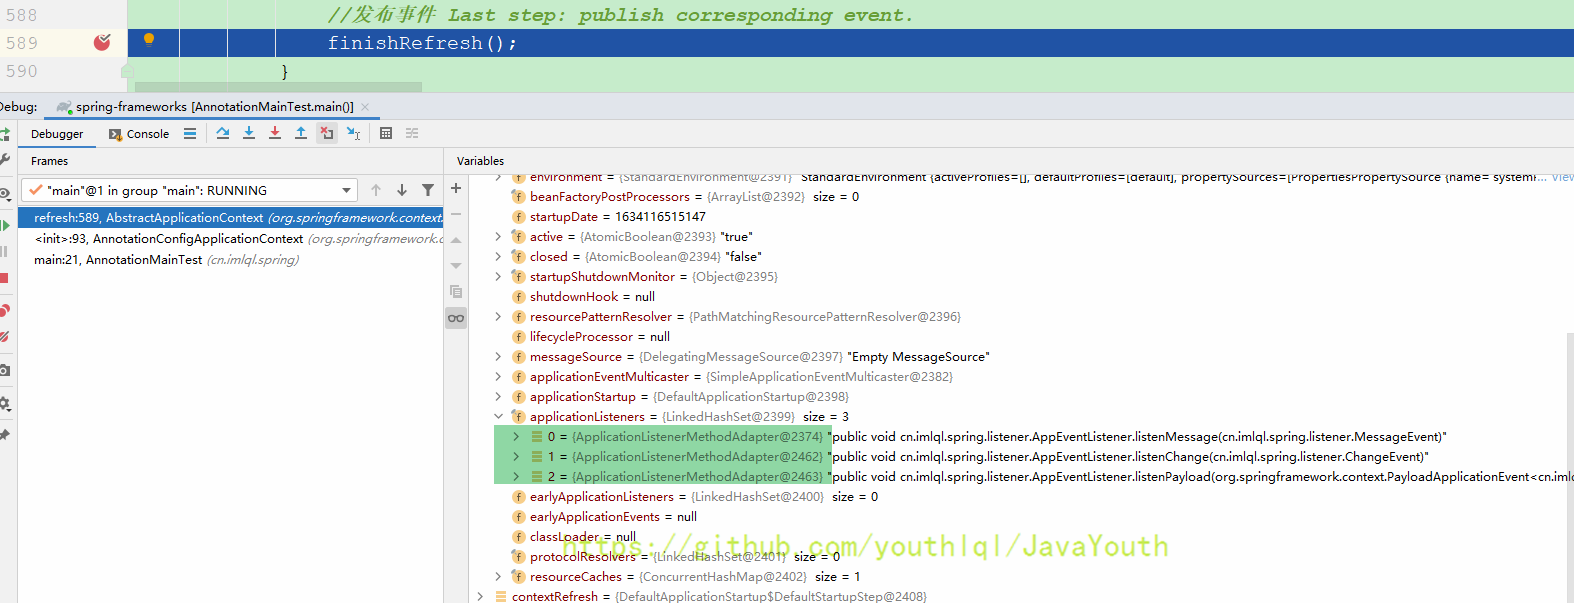 588 //发布事件 Last step: publish corresponding event.
589 finishRefresh();
590 }
Debug: spring-frameworks [AnnotationMainTest.main()]
Debugger Console
Frames
Variables
"main"@1 in group "main": RUNNING
refresh:589, AbstractApplicationContext (org.springframework.context.
<init>:93, AnnotationConfigApplicationContext (org.springframework.c
main:21, AnnotationMainTest (cn.imlql.spring)
environment = {StandardEnvironment@2391} "StandardEnvironment {activeProfiles=[], defaultProfiles=[default], propertySources=[PropertiesPropertySource {name='system... View
beanFactoryPostProcessors = {ArrayList@2392} size = 0
startupDate = 1634116515147
active = {AtomicBoolean@2393} "true"
closed = {AtomicBoolean@2394} "false"
startupShutdownMonitor = {Object@2395}
shutdownHook = null
resourcePatternResolver = {PathMatchingResourcePatternResolver@2396}
lifecycleProcessor = null
messageSource = {DelegatingMessageSource@2397} "Empty MessageSource"
applicationEventMulticaster = {SimpleApplicationEventMulticaster@2382}
applicationStartup = {DefaultApplicationStartup@2398}
applicationListeners = {LinkedHashSet@2399} size = 3
0 = {ApplicationListenerMethodAdapter@2374} "public void cn.imlql.spring.listener.AppEventListener.listenMessage(cn.imlql.spring.listener.MessageEvent)"
1 = {ApplicationListenerMethodAdapter@2462} "public void cn.imlql.spring.listener.AppEventListener.listenChange(cn.imlql.spring.listener.ChangeEvent)"
2 = {ApplicationListenerMethodAdapter@2463} "public void cn.imlql.spring.listener.AppEventListener.listenPayload(org.springframework.context.PayloadApplicationEvent<cn.imlq
earlyApplicationListeners = {LinkedHashSet@2400} size = 0
earlyApplicationEvents = null
classLoader = null
https://github.com/youthlql/JavaYouth
protocolResolvers = {LinkedHashSet@2401} size = 0
resourceCaches = {ConcurrentHashMap@2402} size = 1
contextRefresh = {DefaultApplicationStartup$DefaultStartupStep@2408}